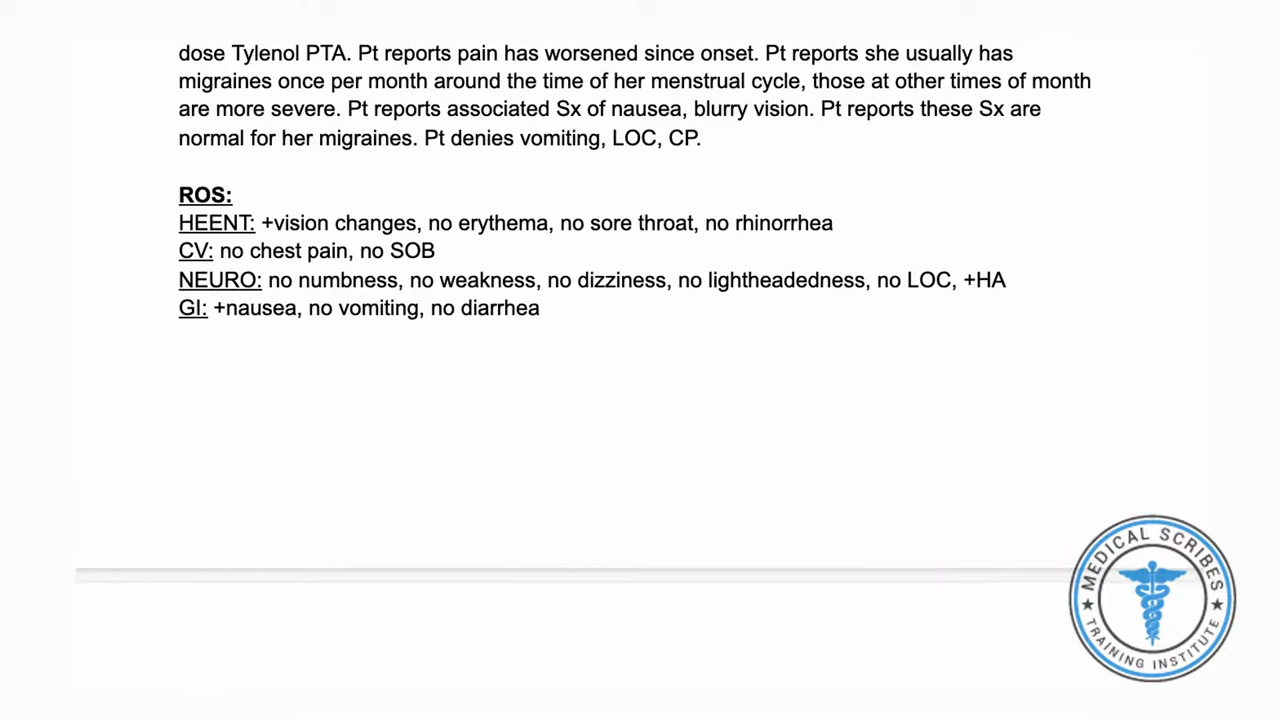 dose Tylenol PTA. Pt reports pain has worsened since onset. Pt reports she usually has
migraines once per month around the time of her menstrual cycle, those at other times of month
are more severe. Pt reports associated Sx of nausea, blurry vision. Pt reports these Sx are
normal for her migraines. Pt denies vomiting, LOC, CP.
ROS:
HEENT: +vision changes, no erythema, no sore throat, no rhinorrhea
CV: no chest pain, no SOB
NEURO: no numbness, no weakness, no dizziness, no lightheadedness, no LOC, +HA
GI: +nausea, no vomiting, no diarrhea
MEDICAL SCRIBES
TRAINING INSTITUTE